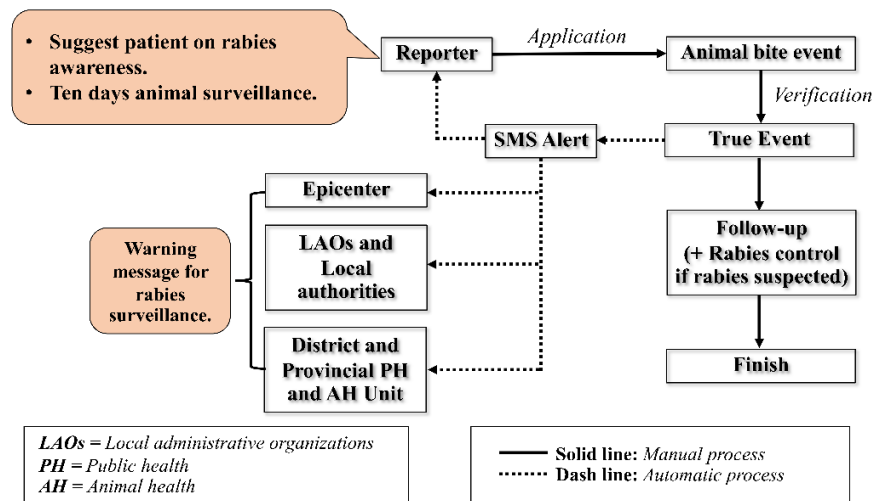 • Suggest patient on rabies
awareness.
• Ten days animal surveillance.
Reporter
Application
Animal bite event
Verification
SMS Alert
True Event
Epicenter
LAOs and
Local
authorities
Warning
message for
rabies
surveillance.
District and
Provincial PH
and AH Unit
Follow-up
(+ Rabies control
if rabies suspected)
Finish
LAOs = Local administrative organizations
PH = Public health
AH = Animal health
Solid line: Manual process
Dash line: Automatic process